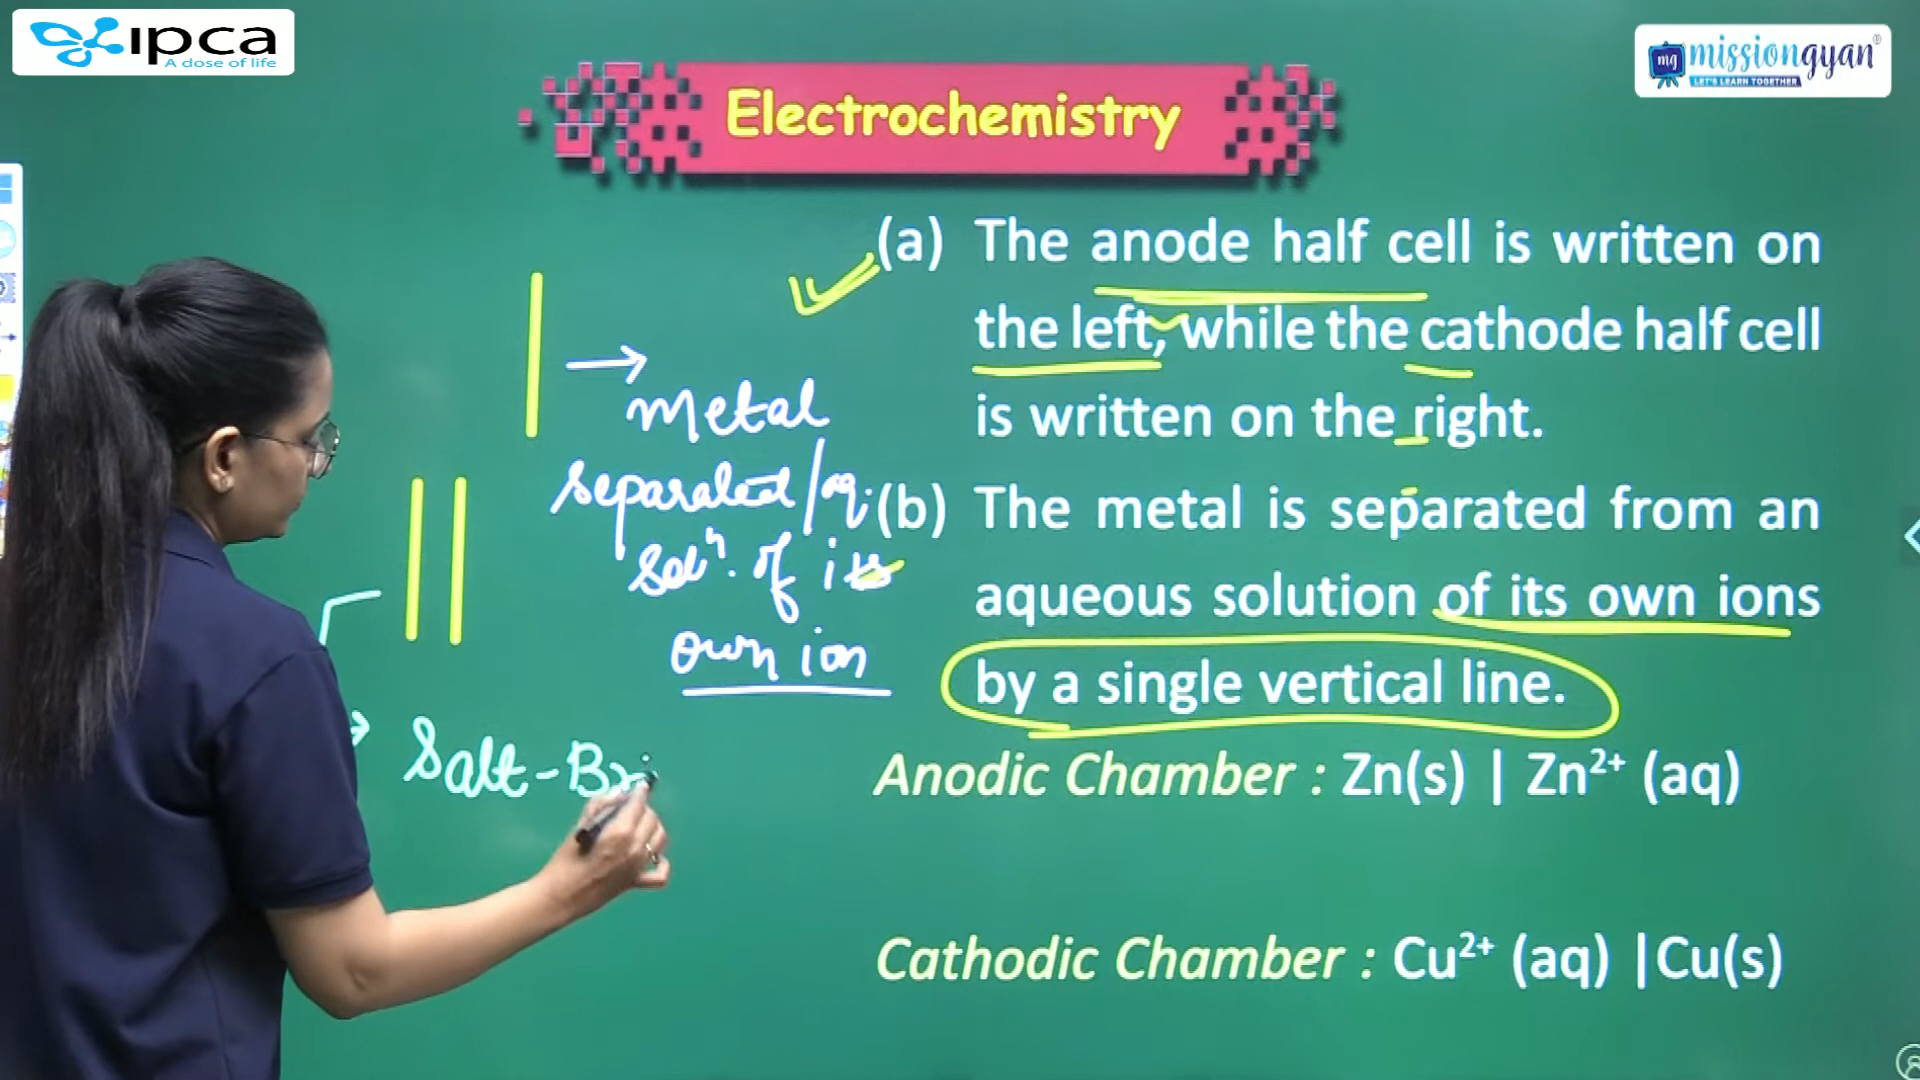 ipca
A dose of life
mg missiongyan
LET'S LEARN TOGETHER
Electrochemistry
(a) The anode half cell is written on
the left, while the cathode half cell
is written on the right.
(b) The metal is separated from an
aqueous solution of its own ions
by a single vertical line.
Anodic Chamber : Zn(s) | Zn²⁺ (aq)
Cathodic Chamber : Cu²⁺ (aq) |Cu(s)
Metal
separated/aq.
Solⁿ. of its
own ion
Salt-Bri